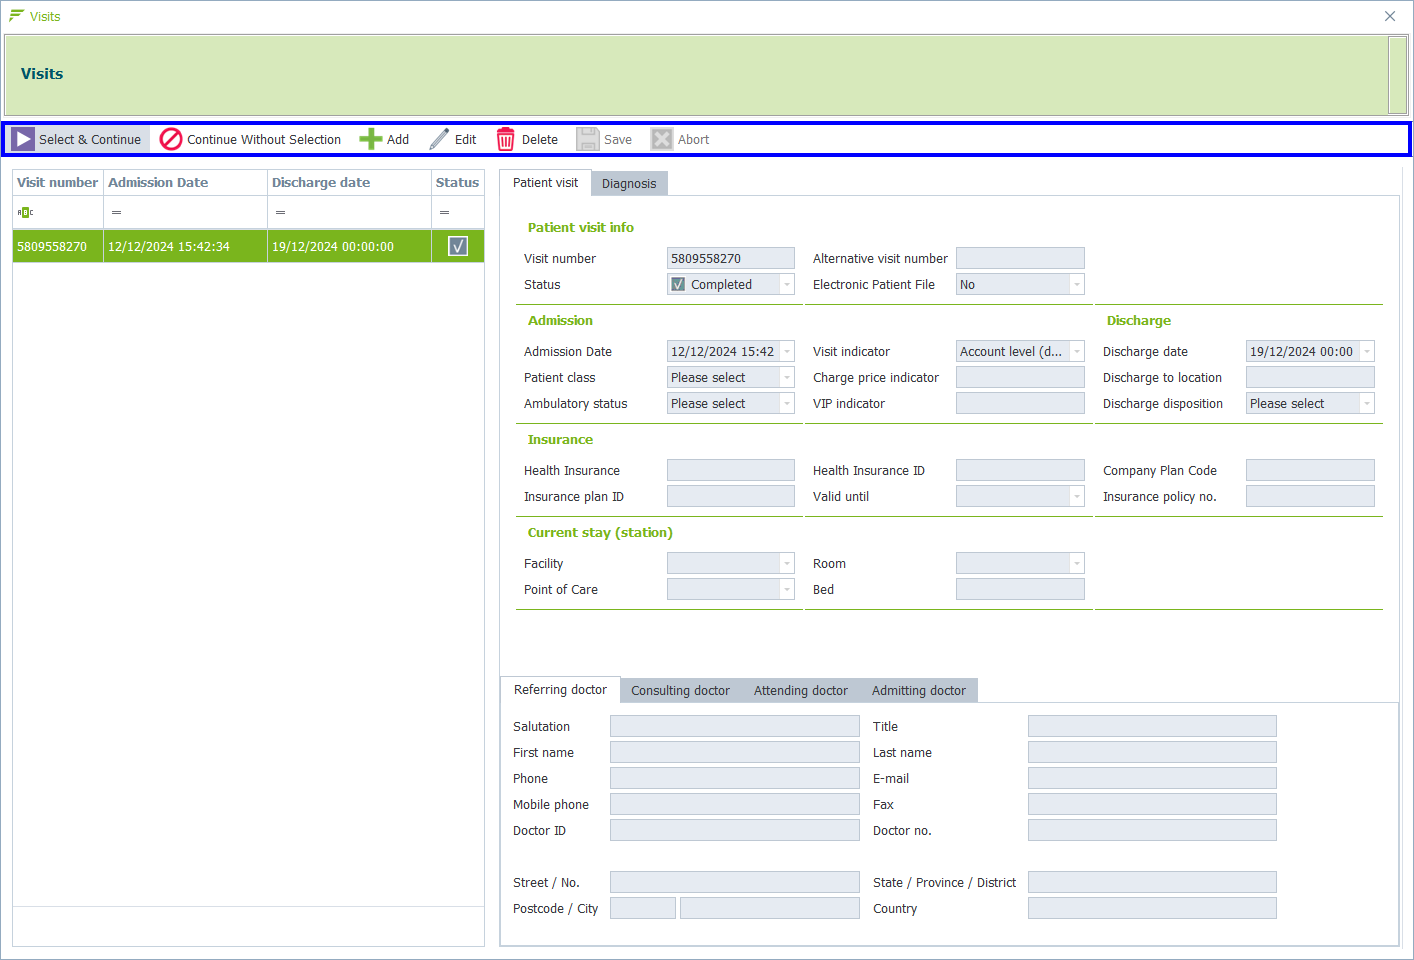 Visits
Visits
Select & Continue Continue Without Selection Add Edit Delete Save Abort
Visit number Admission Date Discharge date Status
ABC = = =
5809558270 12/12/2024 15:42:34 19/12/2024 00:00:00
Patient visit Diagnosis
Patient visit info
Visit number 5809558270 Alternative visit number
Status Completed Electronic Patient File No
Admission Discharge
Admission Date 12/12/2024 15:42 Visit indicator Account level (d... Discharge date 19/12/2024 00:00
Patient class Please select Charge price indicator Discharge to location
Ambulatory status Please select VIP indicator Discharge disposition Please select
Insurance
Health Insurance Health Insurance ID Company Plan Code
Insurance plan ID Valid until Insurance policy no.
Current stay (station)
Facility Room
Point of Care Bed
Referring doctor Consulting doctor Attending doctor Admitting doctor
Salutation Title
First name Last name
Phone E-mail
Mobile phone Fax
Doctor ID Doctor no.
Street / No. State / Province / District
Postcode / City Country